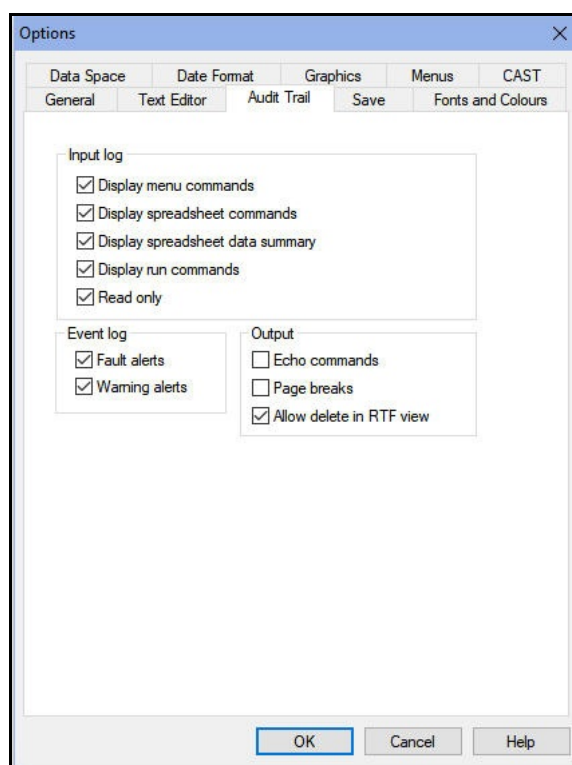 Options
Data Space Date Format Graphics Menus CAST
General Text Editor Audit Trail Save Fonts and Colours
Input log
Display menu commands
Display spreadsheet commands
Display spreadsheet data summary
Display run commands
Read only
Event log
Fault alerts
Warning alerts
Output
Echo commands
Page breaks
Allow delete in RTF view
OK Cancel Help